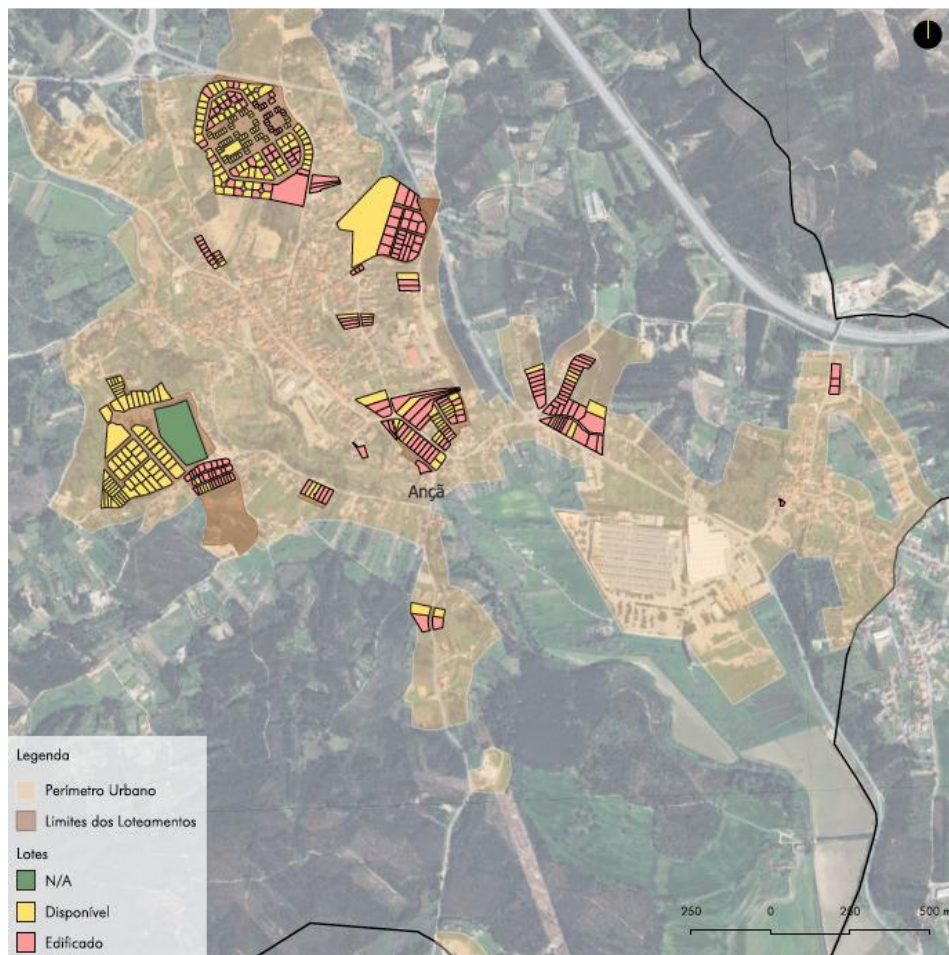 Ançã
Legenda
Perímetro Urbano
Limites dos Loteamentos
Lotes
N/A
Disponível
Edificado
250 0 250 500 m